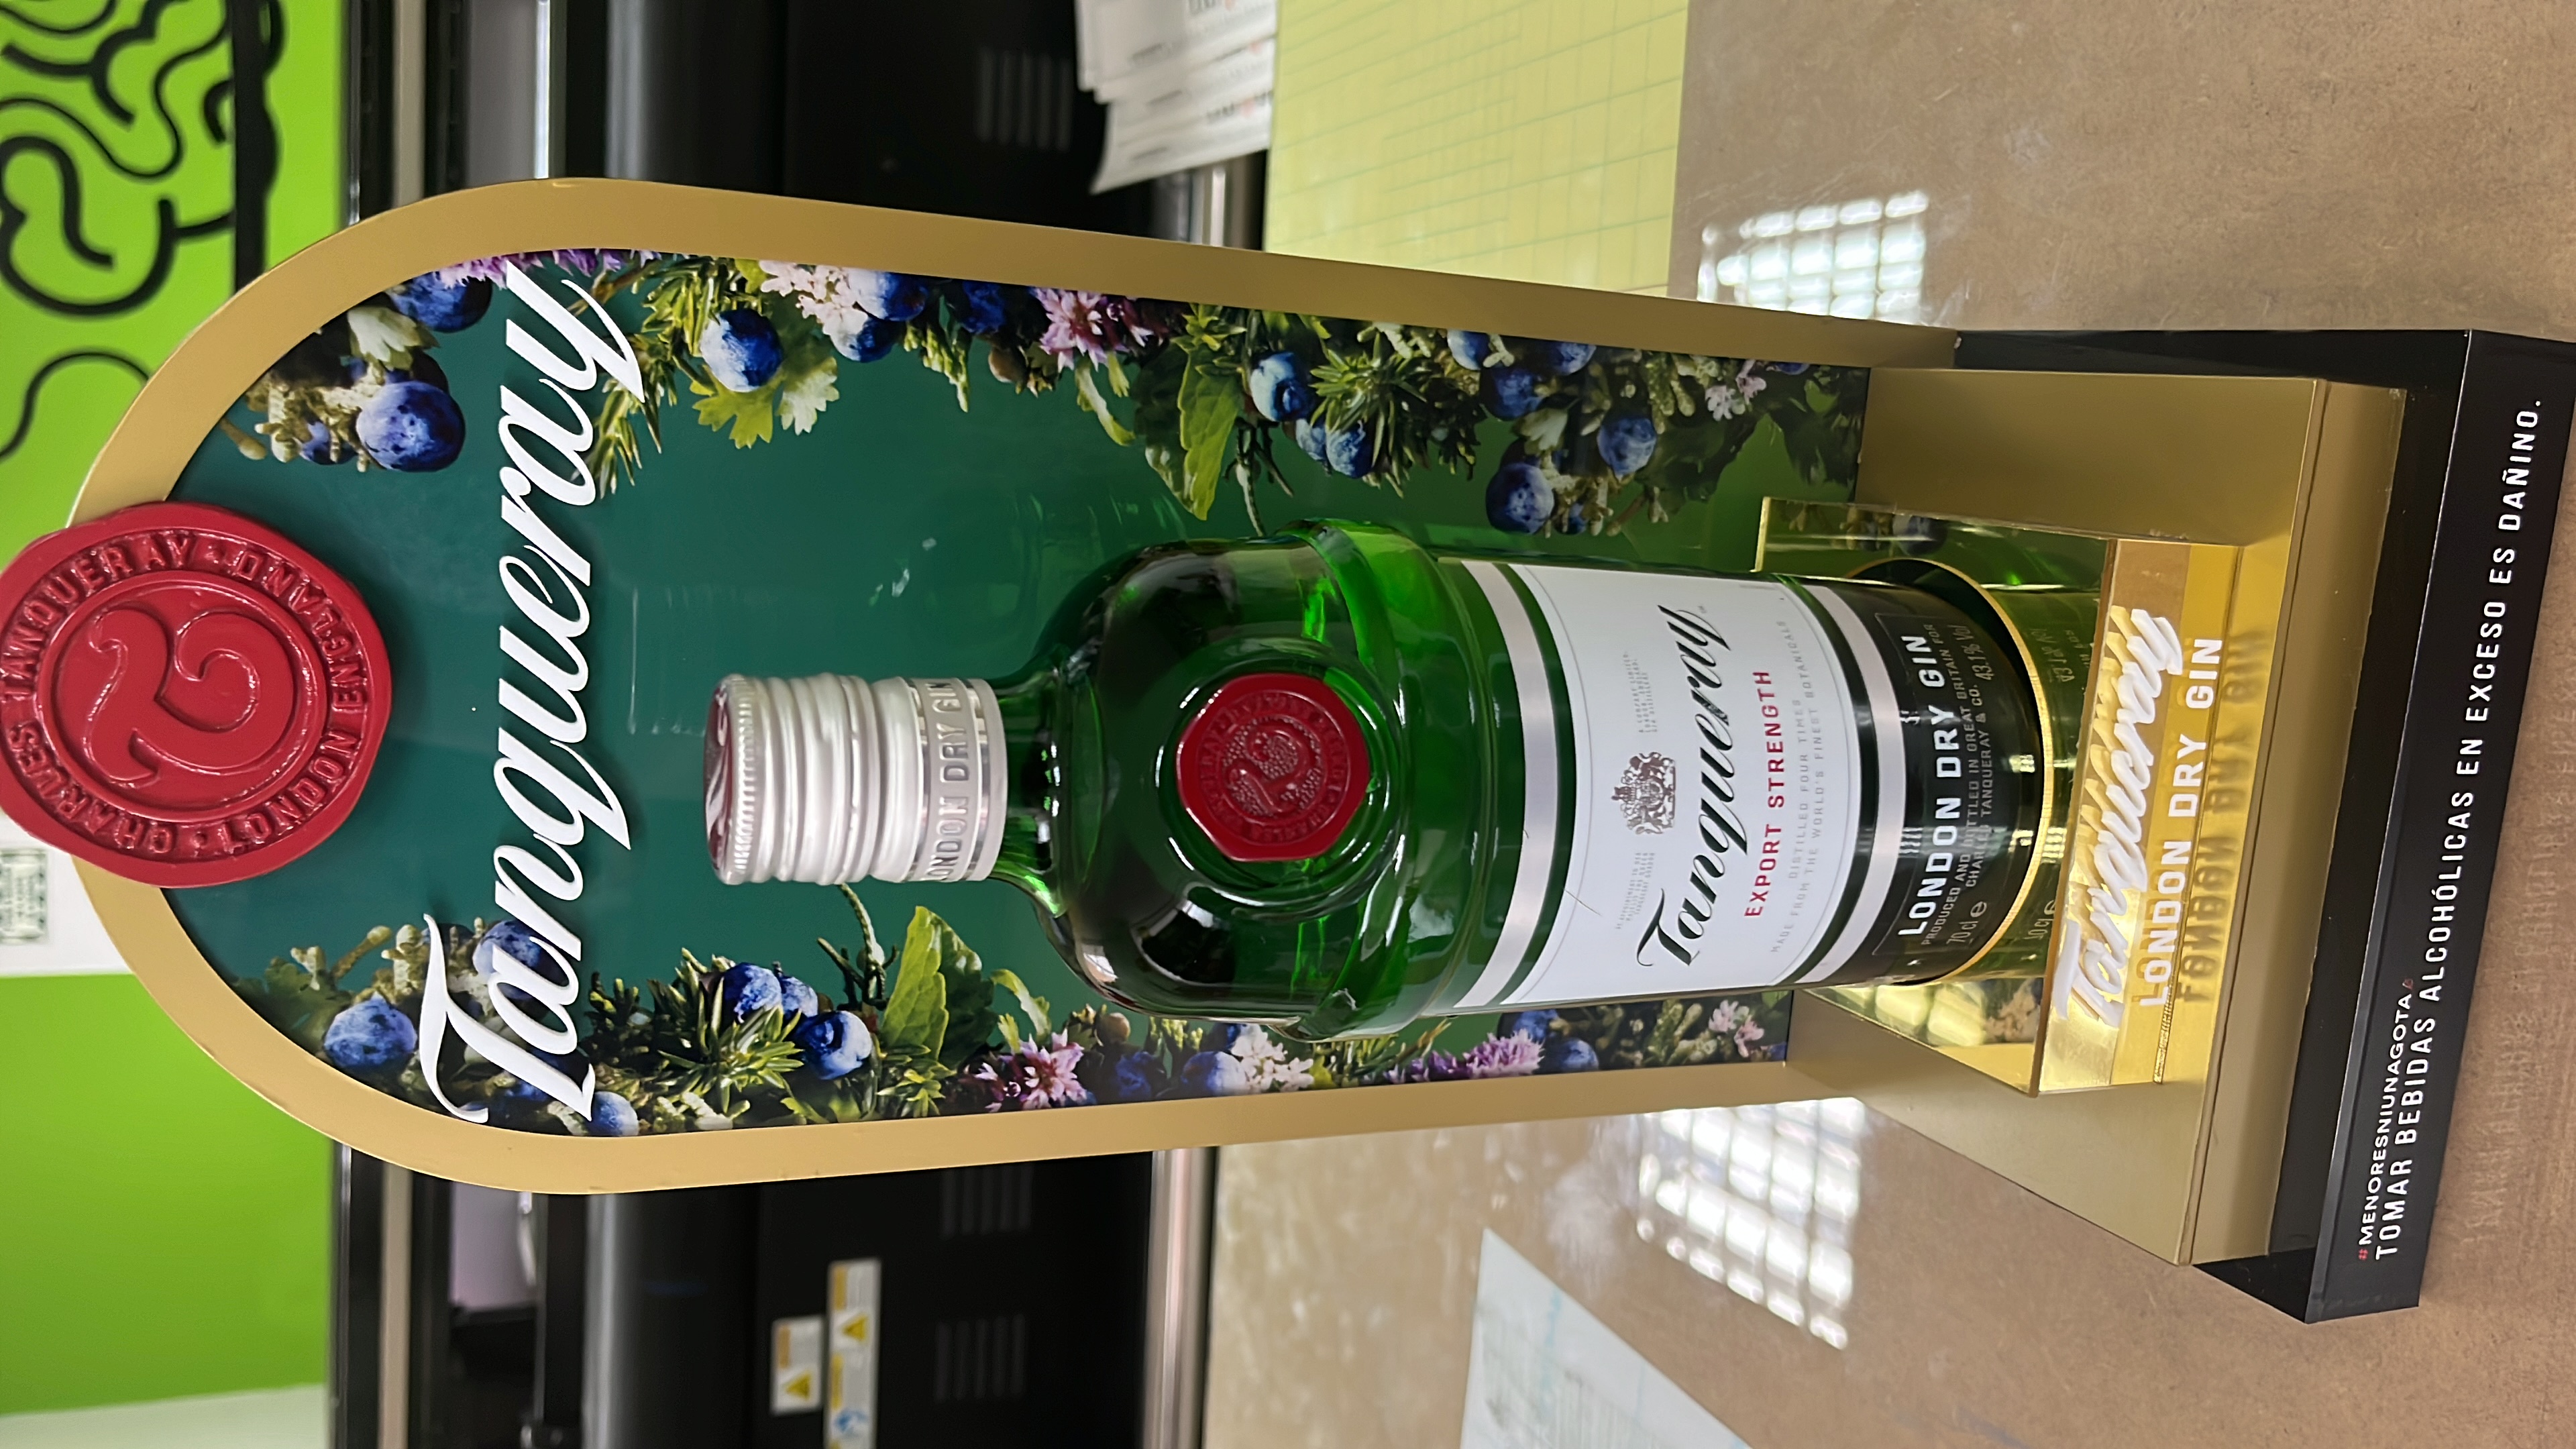 CHARLES TANQUERAY · LONDON ENGLAND ·
Tanqueray
LONDON DRY GIN
Tanqueray
EXPORT STRENGTH
DISTILLED FOUR TIMES
MADE FROM THE WORLD'S FINEST BOTANICALS
LONDON DRY GIN
PRODUCED AND BOTTLED IN GREAT BRITAIN FOR
CHARLES TANQUERAY & CO.
70cl e 43.1% Vol
Tanqueray
LONDON DRY GIN
#MENORESNIUNAGOTA
TOMAR BEBIDAS ALCOHÓLICAS EN EXCESO ES DAÑINO.